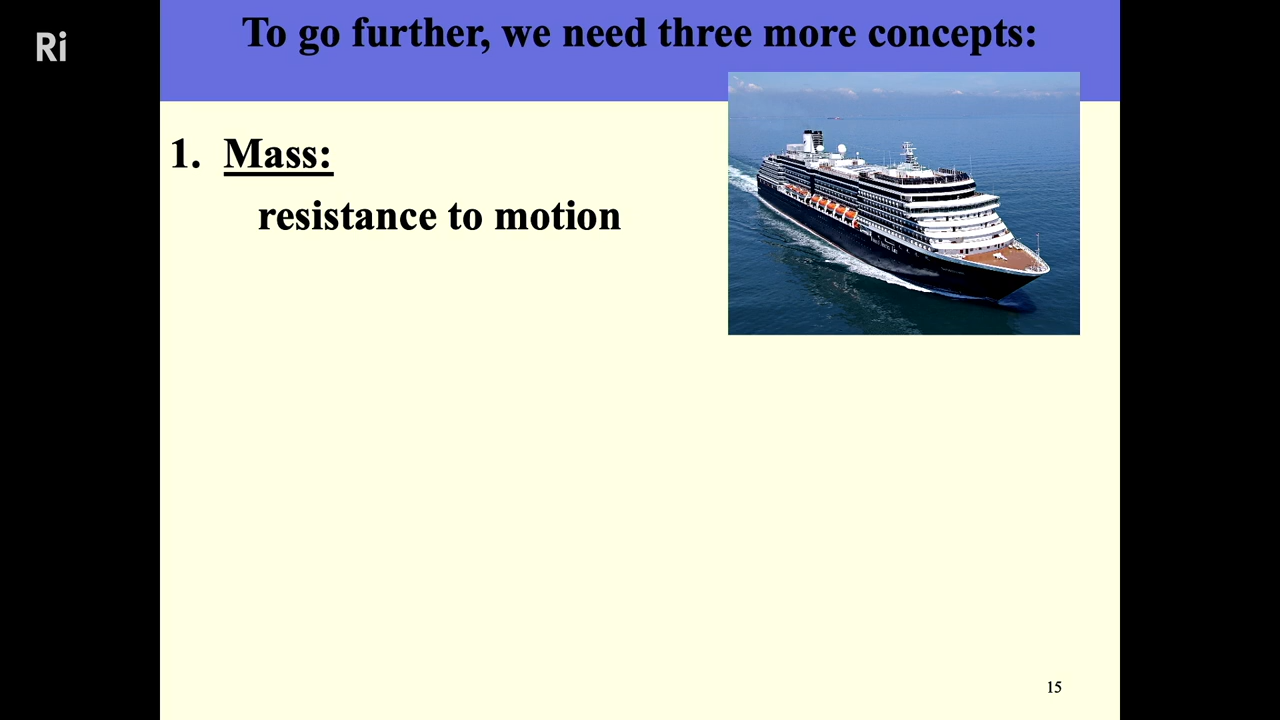 Ri
To go further, we need three more concepts:
1. Mass:
resistance to motion
15